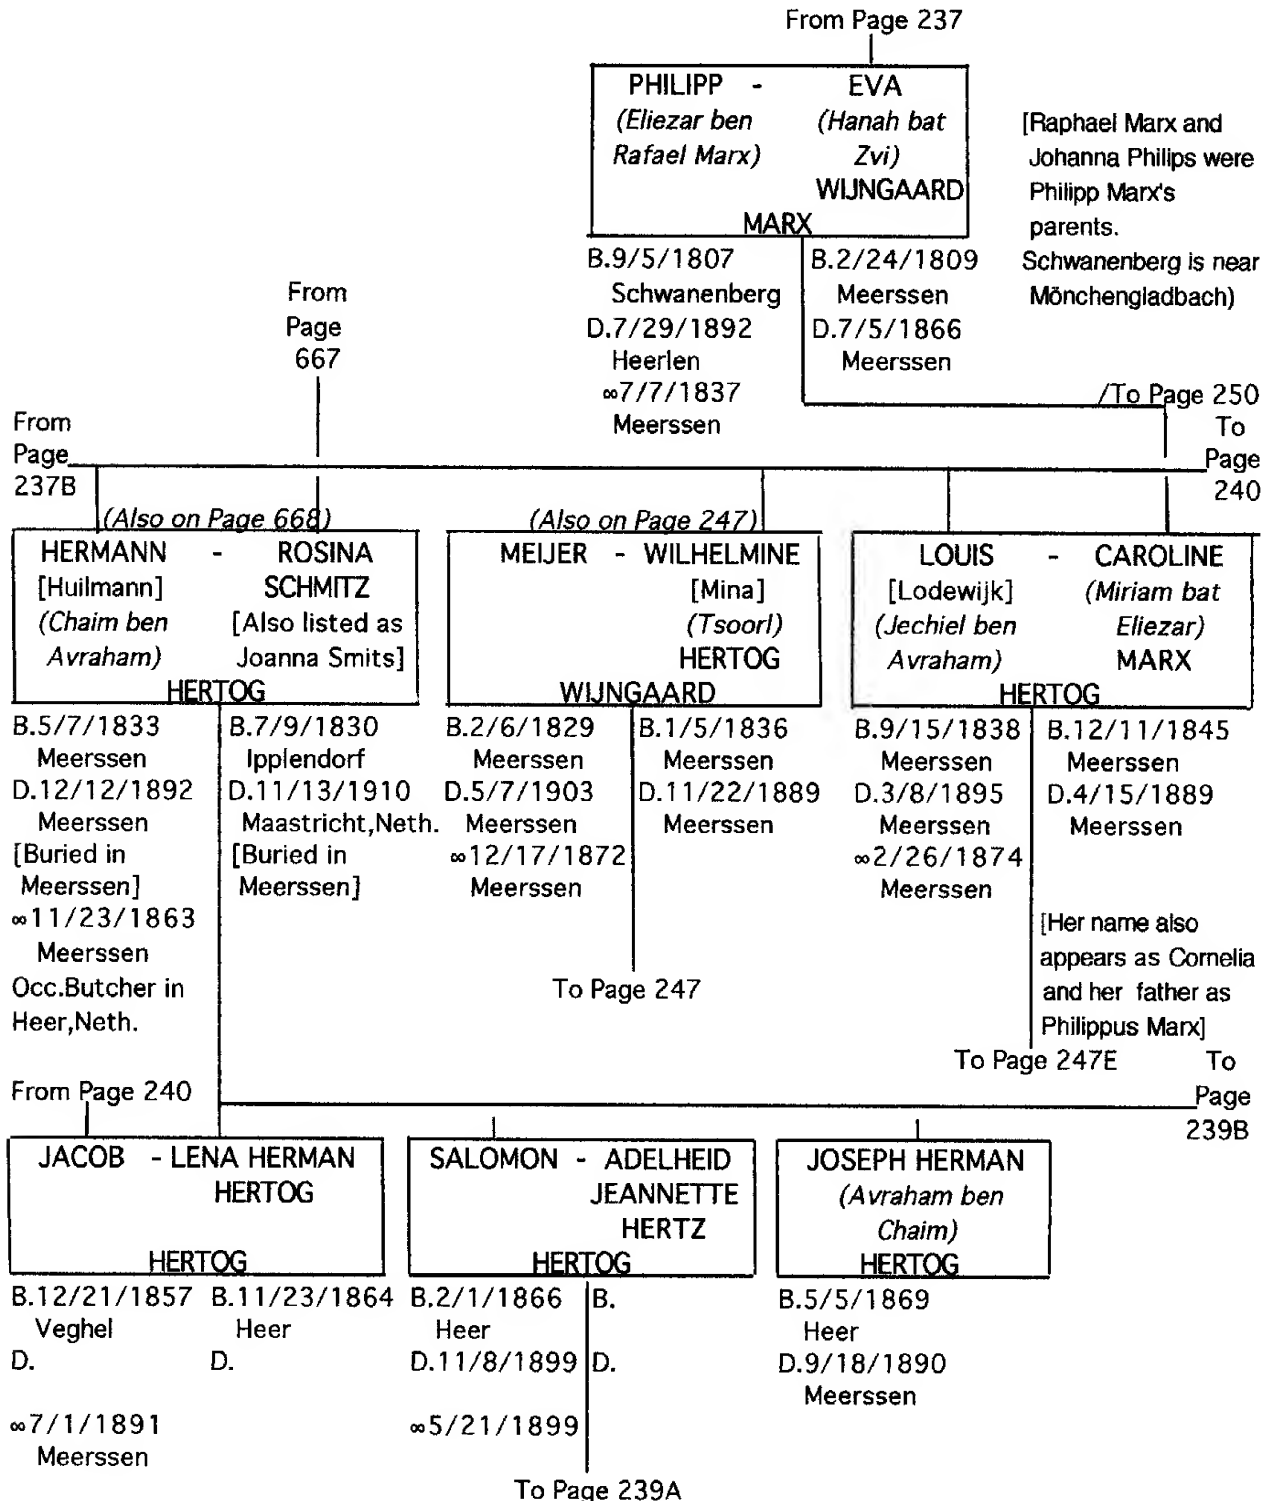 From Page 237
PHILIPP - EVA
(Eliezar ben (Hanah bat
Rafael Marx) Zvi)
WIJNGAARD
MARX
[Raphael Marx and
Johanna Philips were
Philipp Marx's
parents.
Schwanenberg is near
Mönchengladbach)
B.9/5/1807 B.2/24/1809
Schwanenberg Meerssen
D.7/29/1892 D.7/5/1866
Heerlen Meerssen
∞7/7/1837
Meerssen
From
Page
667
/To Page 250
From
Page
237B
To
Page
240
(Also on Page 668)
HERMANN - ROSINA
[Huilmann] SCHMITZ
(Chaim ben [Also listed as
Avraham) Joanna Smits]
HERTOG
B.5/7/1833 B.7/9/1830
Meerssen Ipplendorf
D.12/12/1892 D.11/13/1910
Meerssen Maastricht,Neth.
[Buried in [Buried in
Meerssen] Meerssen]
∞11/23/1863
Meerssen
Occ.Butcher in
Heer,Neth.
(Also on Page 247)
MEIJER - WILHELMINE
[Mina]
(Tsoorl)
HERTOG
WIJNGAARD
B.2/6/1829 B.1/5/1836
Meerssen Meerssen
D.5/7/1903 D.11/22/1889
Meerssen Meerssen
∞12/17/1872
Meerssen
To Page 247
LOUIS - CAROLINE
[Lodewijk] (Miriam bat
(Jechiel ben Eliezar)
Avraham) MARX
HERTOG
B.9/15/1838 B.12/11/1845
Meerssen Meerssen
D.3/8/1895 D.4/15/1889
Meerssen Meerssen
∞2/26/1874
Meerssen
[Her name also
appears as Cornelia
and her father as
Philippus Marx]
To Page 247E
To
Page
239B
From Page 240
JACOB - LENA HERMAN
HERTOG
HERTOG
B.12/21/1857 B.11/23/1864
Veghel Heer
D. D.
∞7/1/1891
Meerssen
SALOMON - ADELHEID
JEANNETTE
HERTZ
HERTOG
B.2/1/1866 B.
Heer
D.11/8/1899 D.
∞5/21/1899
To Page 239A
JOSEPH HERMAN
(Avraham ben
Chaim)
HERTOG
B.5/5/1869
Heer
D.9/18/1890
Meerssen